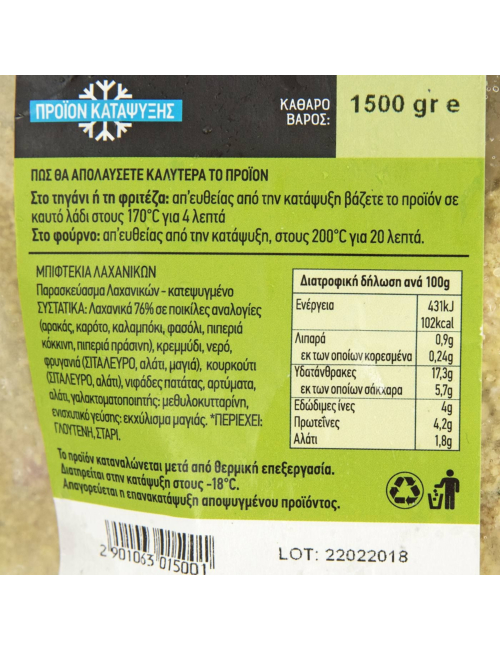 ΠΡΟΪΟΝ ΚΑΤΑΨΥΞΗΣ
ΚΑΘΑΡΟ
ΒΑΡΟΣ:
1500 gr e
ΠΩΣ ΘΑ ΑΠΟΛΑΥΣΕΤΕ ΚΑΛΥΤΕΡΑ ΤΟ ΠΡΟΪΟΝ
Στο τηγάνι ή τη φριτέζα: απ'ευθείας από την κατάψυξη βάζετε το προϊόν σε
καυτό λάδι στους 170°C για 4 λεπτά
Στο φούρνο: απ'ευθείας από την κατάψυξη, στους 200°C για 20 λεπτά.
ΜΠΙΦΤΕΚΙΑ ΛΑΧΑΝΙΚΩΝ
Παρασκεύασμα Λαχανικών - κατεψυγμένο
ΣΥΣΤΑΤΙΚΑ: Λαχανικά 76% σε ποικίλες αναλογίες
(αρακάς, καρότο, καλαμπόκι, φασόλι, πιπεριά
κόκκινη, πιπεριά πράσινη), κρεμμύδι, νερό,
φρυγανιά (ΣΙΤΑΛΕΥΡΟ, αλάτι, μαγιά), κουρκούτι
(ΣΙΤΑΛΕΥΡΟ, αλάτι), νιφάδες πατάτας, αρτύματα,
αλάτι, γαλακτοματοποιητής: μεθυλοκυτταρίνη,
ενισχυτικό γεύσης: εκχύλισμα μαγιάς. *ΠΕΡΙΕΧΕΙ:
ΓΛΟΥΤΕΝΗ, ΣΤΑΡΙ.
Διατροφική δήλωση ανά 100g
Ενέργεια 431kJ
102kcal
Λιπαρά 0,9g
εκ των οποίων κορεσμένα 0,24g
Υδατάνθρακες 17,3g
εκ των οποίων σάκχαρα 5,7g
Εδώδιμες ίνες 4g
Πρωτεΐνες 4,2g
Αλάτι 1,8g
Το προϊόν καταναλώνεται μετά από θερμική επεξεργασία.
Διατηρείται στην κατάψυξη στους -18°C.
Απαγορεύεται η επανακατάψυξη αποψυγμένου προϊόντος.
2 901063 015001
LOT: 22022018